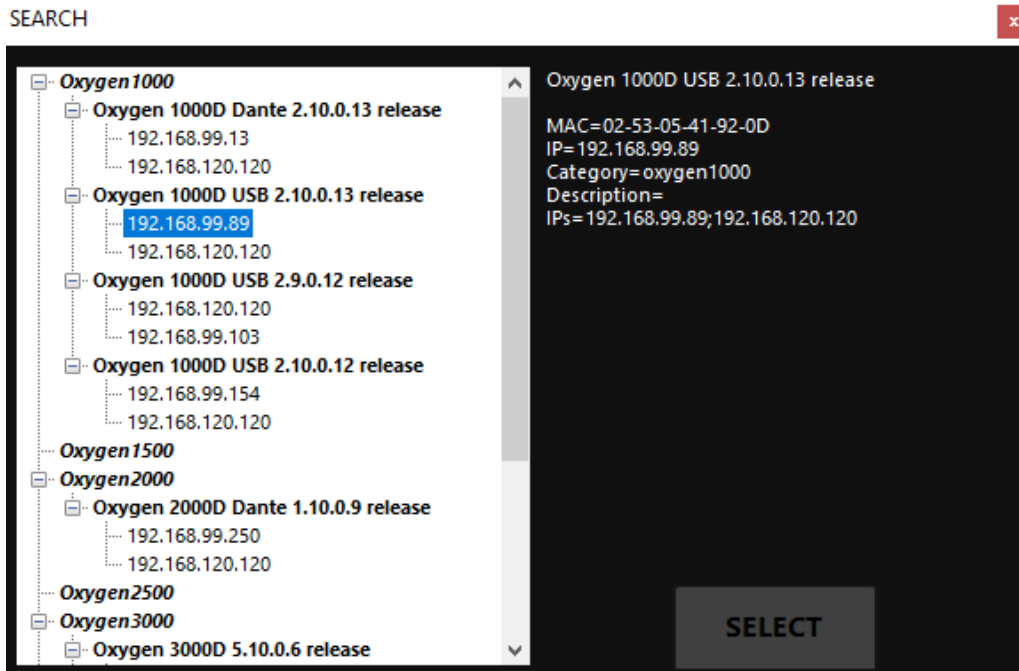 SEARCH
x
Oxygen1000
Oxygen 1000D Dante 2.10.0.13 release
192.168.99.13
192.168.120.120
Oxygen 1000D USB 2.10.0.13 release
192.168.99.89
192.168.120.120
Oxygen 1000D USB 2.9.0.12 release
192.168.120.120
192.168.99.103
Oxygen 1000D USB 2.10.0.12 release
192.168.99.154
192.168.120.120
Oxygen1500
Oxygen2000
Oxygen 2000D Dante 1.10.0.9 release
192.168.99.250
192.168.120.120
Oxygen2500
Oxygen3000
Oxygen 3000D 5.10.0.6 release
Oxygen 1000D USB 2.10.0.13 release
MAC=02-53-05-41-92-0D
IP=192.168.99.89
Category=oxygen1000
Description=
IPs=192.168.99.89;192.168.120.120
SELECT